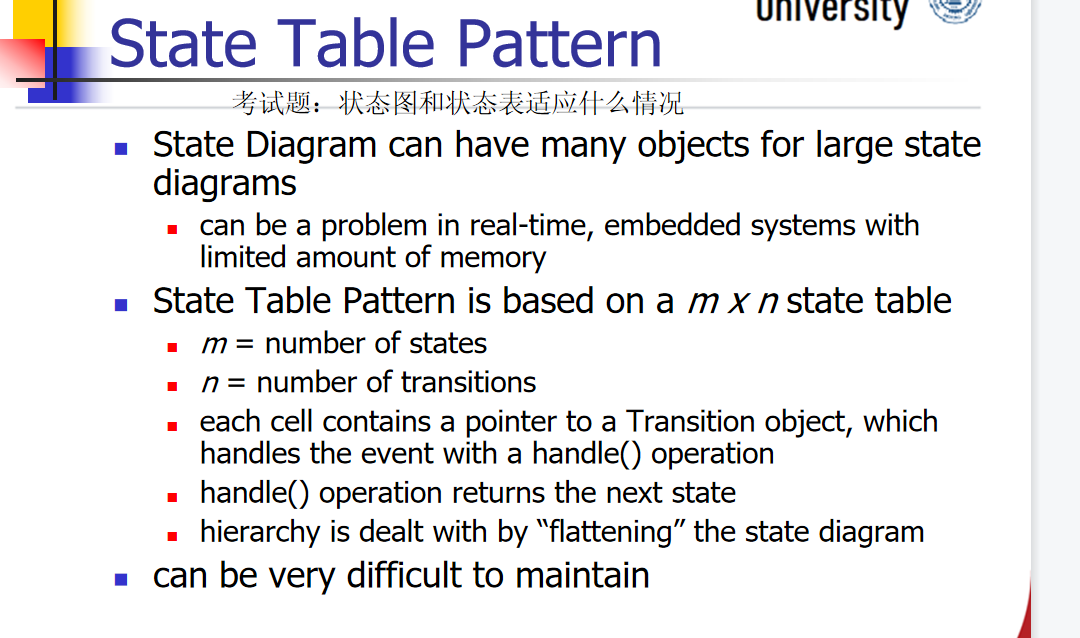 University
State Table Pattern
考试题：状态图和状态表适应什么情况
State Diagram can have many objects for large state
diagrams
can be a problem in real-time, embedded systems with
limited amount of memory
State Table Pattern is based on a m x n state table
m = number of states
n = number of transitions
each cell contains a pointer to a Transition object, which
handles the event with a handle() operation
handle() operation returns the next state
hierarchy is dealt with by “flattening” the state diagram
can be very difficult to maintain